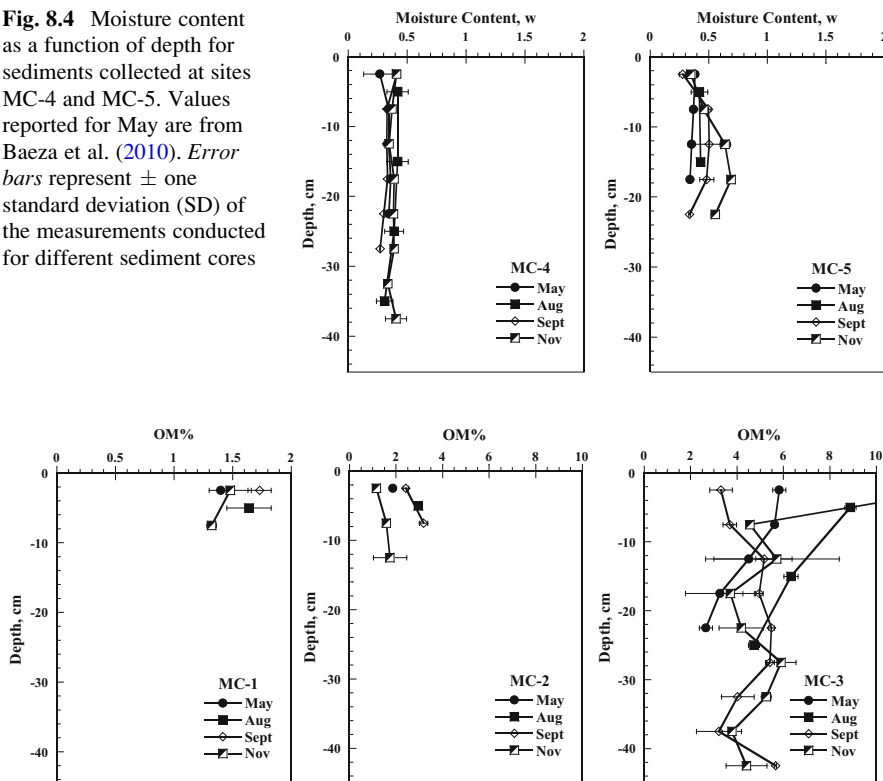 Fig. 8.4 Moisture content
as a function of depth for
sediments collected at sites
MC-4 and MC-5. Values
reported for May are from
Baeza et al. (2010). Error
bars represent ± one
standard deviation (SD) of
the measurements conducted
for different sediment cores
Moisture Content, w
0 0.5 1 1.5 2
0
-10
-20
-30
-40
Depth, cm
MC-4
May
Aug
Sept
Nov
Moisture Content, w
0 0.5 1 1.5 2
0
-10
-20
-30
-40
Depth, cm
MC-5
May
Aug
Sept
Nov
OM%
0 0.5 1 1.5 2
0
-10
-20
-30
-40
Depth, cm
MC-1
May
Aug
Sept
Nov
OM%
0 2 4 6 8 10
0
-10
-20
-30
-40
Depth, cm
MC-2
May
Aug
Sept
Nov
OM%
0 2 4 6 8 10
0
-10
-20
-30
-40
Depth, cm
MC-3
May
Aug
Sept
Nov